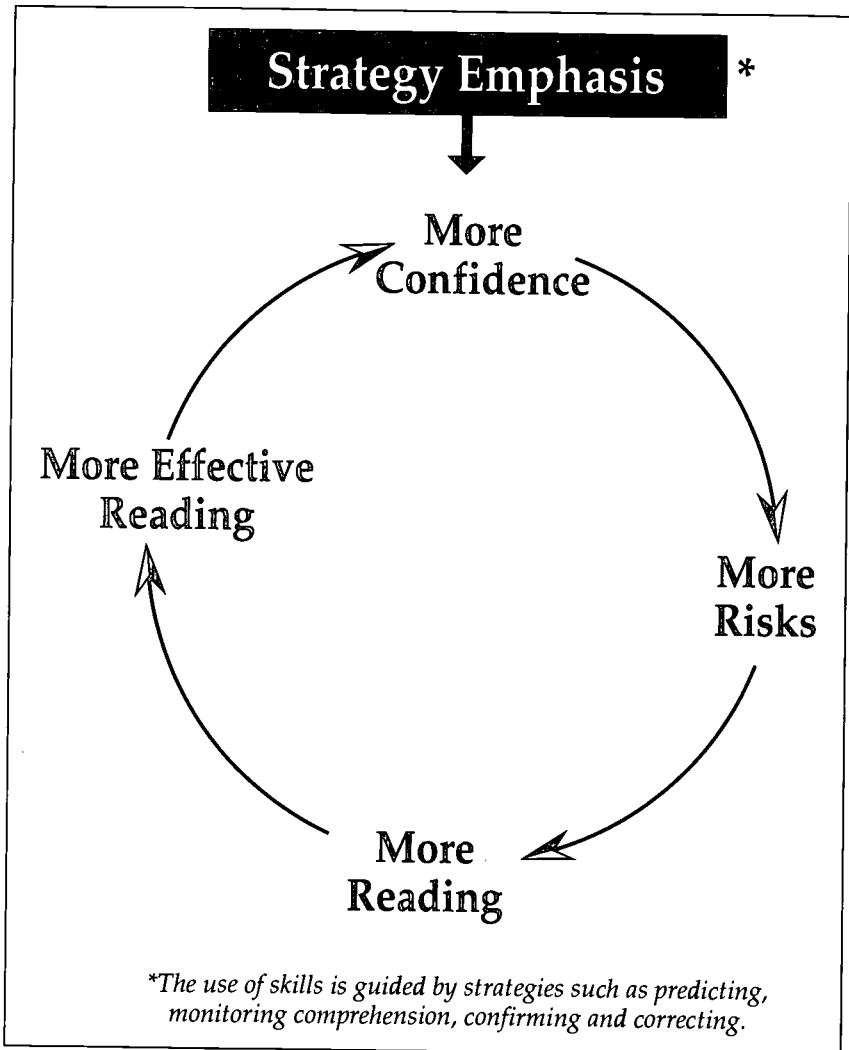 Strategy Emphasis *
More
Confidence
More
Risks
More
Reading
More Effective
Reading
*The use of skills is guided by strategies such as predicting,
monitoring comprehension, confirming and correcting.